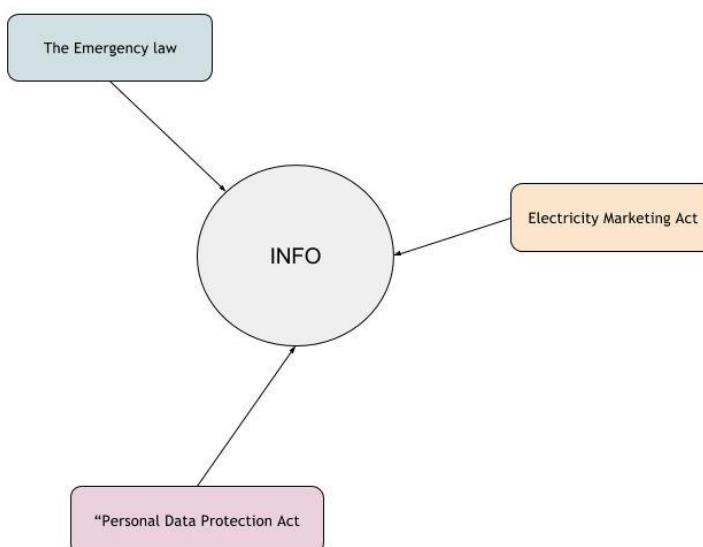 The Emergency law
INFO
Electricity Marketing Act
“Personal Data Protection Act